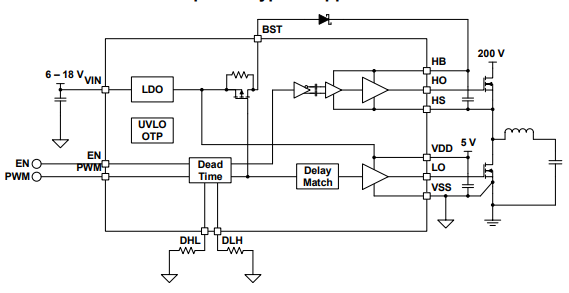 BST
200 V
HB
6 – 18 V
VIN
LDO
HO
HS
UVLO
OTP
VDD
5 V
EN
EN
PWM
PWM
Dead
Time
Delay
Match
LO
VSS
DHL
DLH